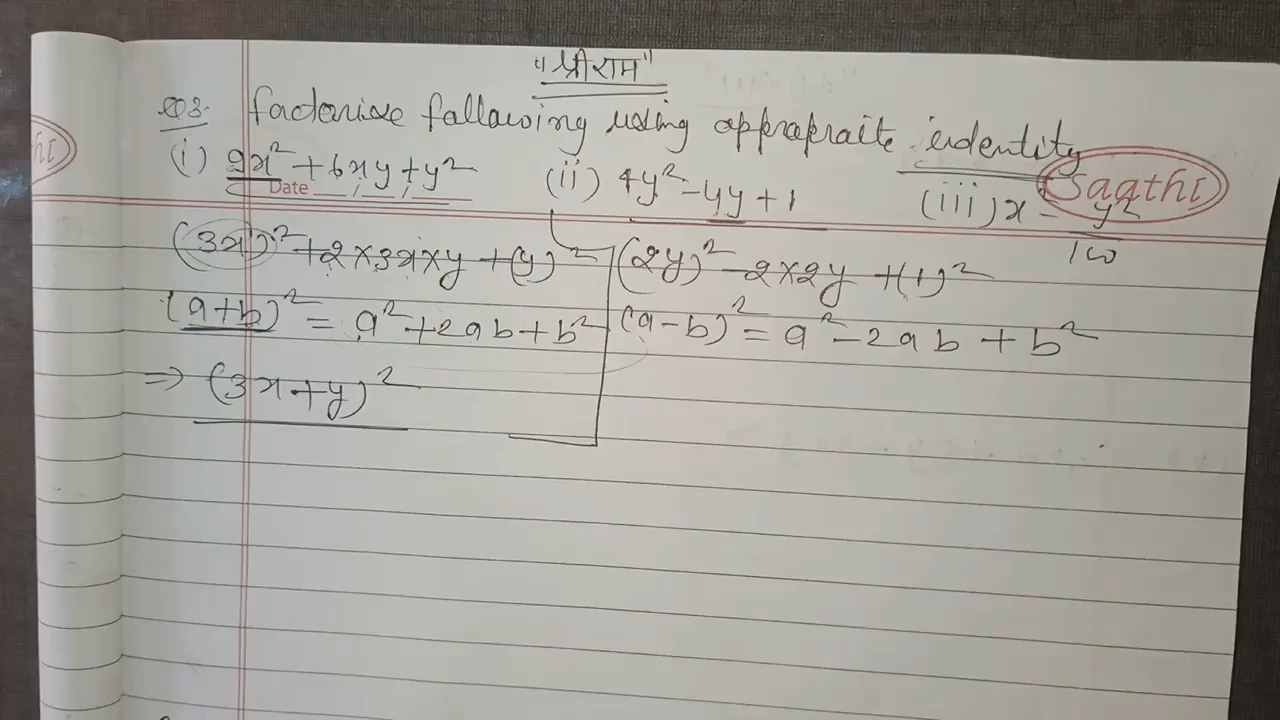 "श्रीराम"
Q3. factorise fallowing using appapraite identity
(i) 9x² + 6xy + y² (ii) 4y² - 4y + 1 (iii) x - y²/100
Date Saathi
(3x)² + 2×3x×y + (y)² (2y)² - 2×2y + (1)²
(a+b)² = a² + 2ab + b² (a-b)² = a² - 2ab + b²
⇒ (3x+y)²